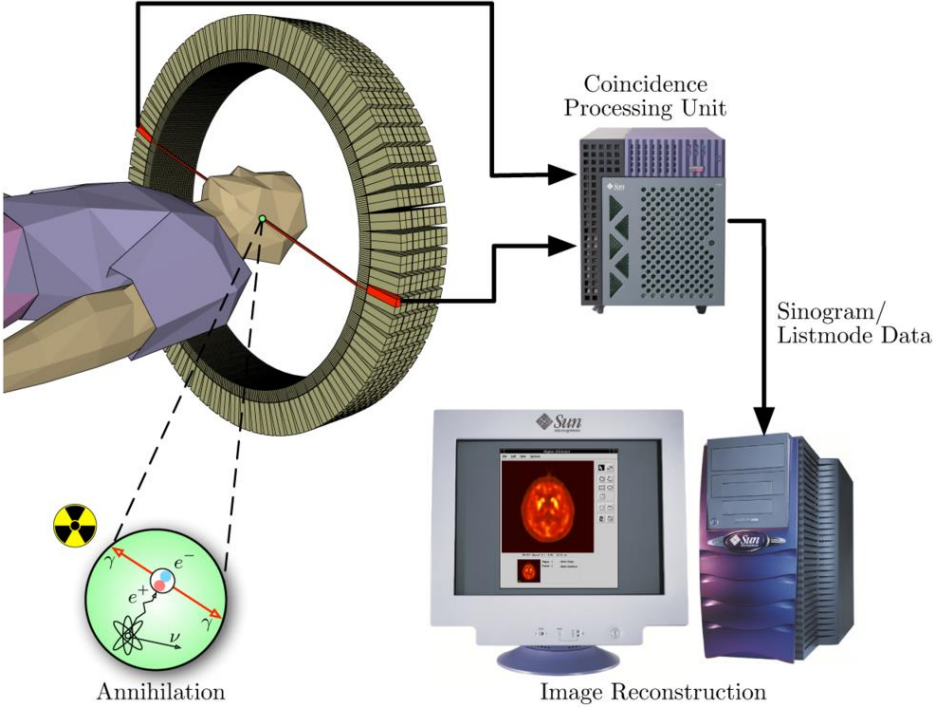 Coincidence
Processing Unit
Sun
Sinogram/
Listmode Data
Sun
Sun
γ
e−
e+
γ
ν
Annihilation
Image Reconstruction